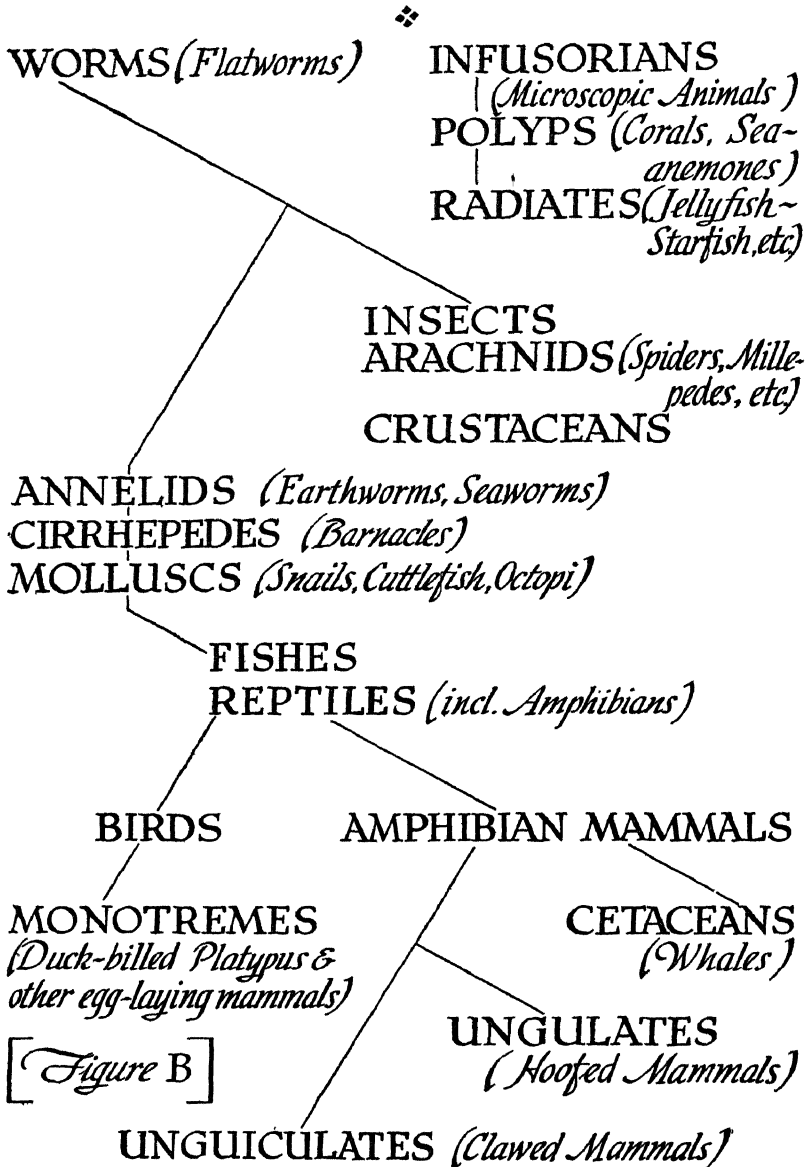 WORMS (Flatworms)
INFUSORIANS
(Microscopic Animals)
POLYPS (Corals, Sea-
anemones)
RADIATES (Jellyfish-
Starfish, etc)
INSECTS
ARACHNIDS (Spiders, Mille-
pedes, etc)
CRUSTACEANS
ANNELIDS (Earthworms, Seaworms)
CIRRHEPEDES (Barnacles)
MOLLUSCS (Snails, Cuttlefish, Octopi)
FISHES
REPTILES (incl. Amphibians)
BIRDS
AMPHIBIAN MAMMALS
MONOTREMES
(Duck-billed Platypus &
other egg-laying mammals)
CETACEANS
(Whales)
UNGULATES
(Hoofed Mammals)
[Figure B]
UNGUICULATES (Clawed Mammals)